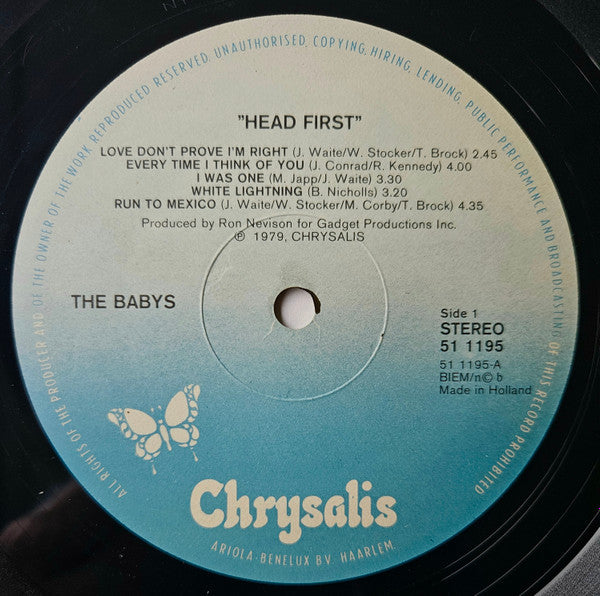 ALL RIGHTS OF THE PRODUCER AND OF THE OWNER OF THE WORK REPRODUCED RESERVED. UNAUTHORISED, COPYING, HIRING, LENDING, PUBLIC PERFORMANCE AND BROADCASTING OF THIS RECORD PROHIBITED
"HEAD FIRST"
LOVE DON'T PROVE I'M RIGHT (J. Waite/W. Stocker/T. Brock) 2.45
EVERY TIME I THINK OF YOU (J. Conrad/R. Kennedy) 4.00
I WAS ONE (M. Japp/J. Waite) 3.30
WHITE LIGHTNING (B. Nicholls) 3.20
RUN TO MEXICO (J. Waite/W. Stocker/M. Corby/T. Brock) 4.35
Produced by Ron Nevison for Gadget Productions Inc.
℗ 1979, CHRYSALIS
THE BABYS
Side 1
STEREO
51 1195
51 1195-A
BIEM/n© b
Made in Holland
Chrysalis
ARIOLA-BENELUX B.V. HAARLEM